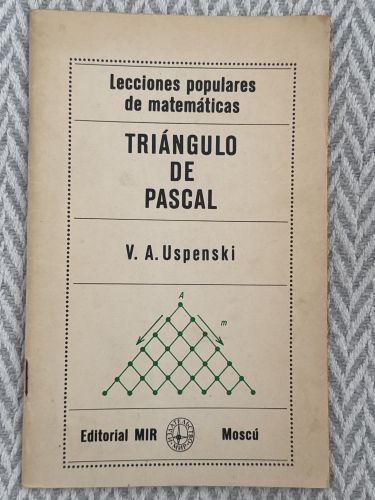 Lecciones populares
de matemáticas
TRIÁNGULO
DE
PASCAL
V. A. Uspenski
A
m
Editorial MIR Moscú